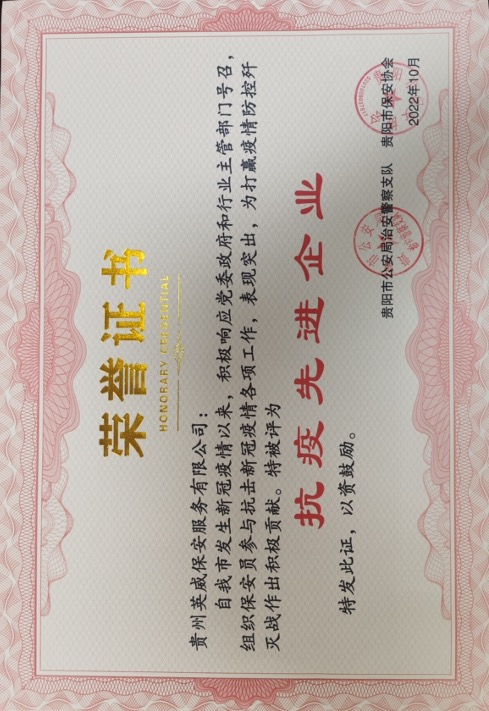 荣誉证书
HONORARY CREDENTIAL
贵州英威保安服务有限公司：
自我市发生新冠疫情以来，积极响应党委政府和行业主管部门号召，
组织保安员参与抗击新冠疫情各项工作，表现突出，为打赢疫情防控歼
灭战作出积极贡献。特被评为
抗疫先进企业
特发此证，以资鼓励。
贵阳市公安局治安警察支队 贵阳市保安协会
2022年10月